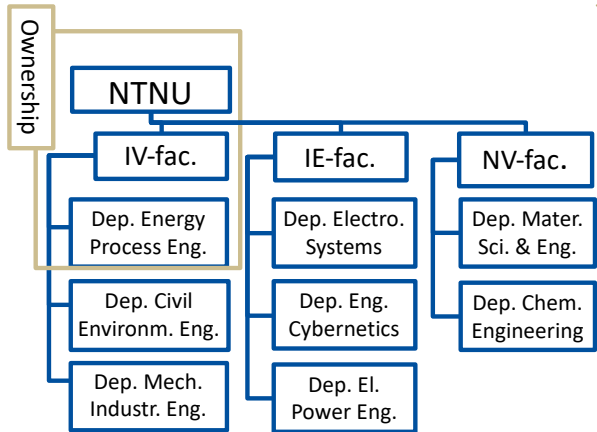 Ownership
NTNU
IV-fac.
IE-fac.
NV-fac.
Dep. Energy
Process Eng.
Dep. Electro.
Systems
Dep. Mater.
Sci. & Eng.
Dep. Civil
Environm. Eng.
Dep. Eng.
Cybernetics
Dep. Chem.
Engineering
Dep. Mech.
Industr. Eng.
Dep. El.
Power Eng.